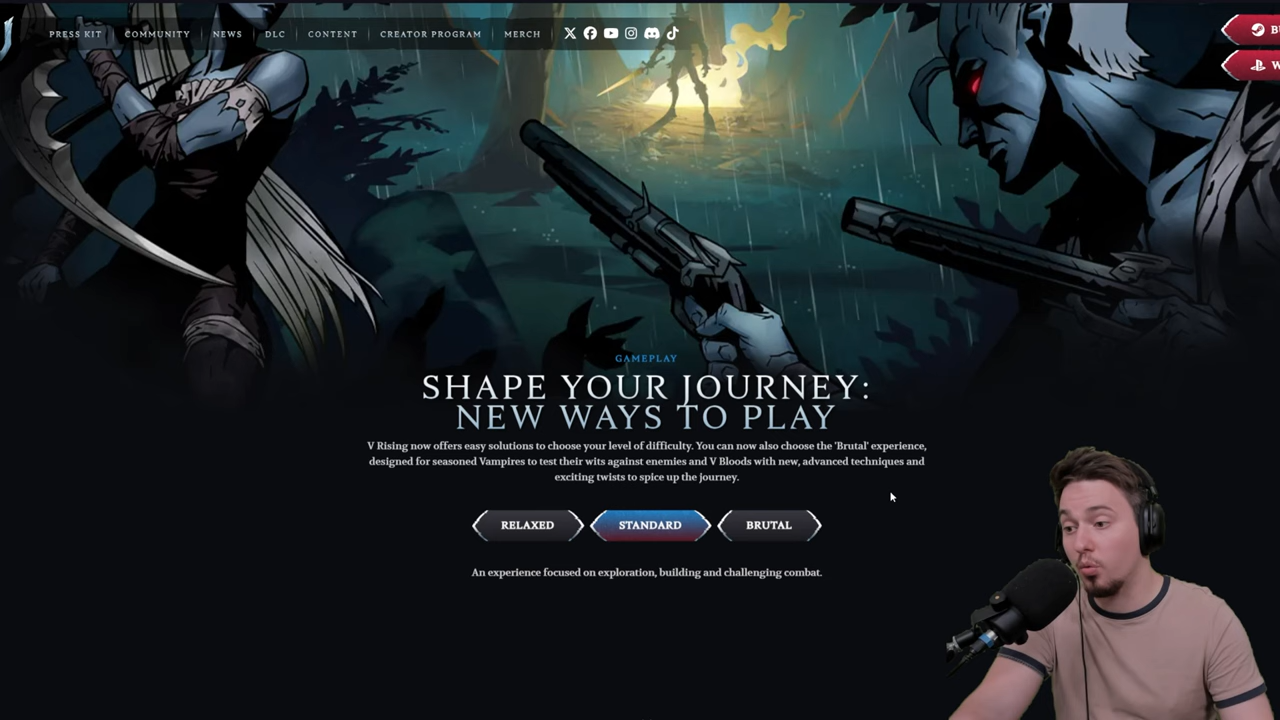 PRESS KIT
COMMUNITY
NEWS
DLC
CONTENT
CREATOR PROGRAM
MERCH
GAMEPLAY
SHAPE YOUR JOURNEY:
NEW WAYS TO PLAY
V Rising now offers easy solutions to choose your level of difficulty. You can now also choose the 'Brutal' experience,
designed for seasoned Vampires to test their wits against enemies and V Bloods with new, advanced techniques and
exciting twists to spice up the journey.
RELAXED
STANDARD
BRUTAL
An experience focused on exploration, building and challenging combat.